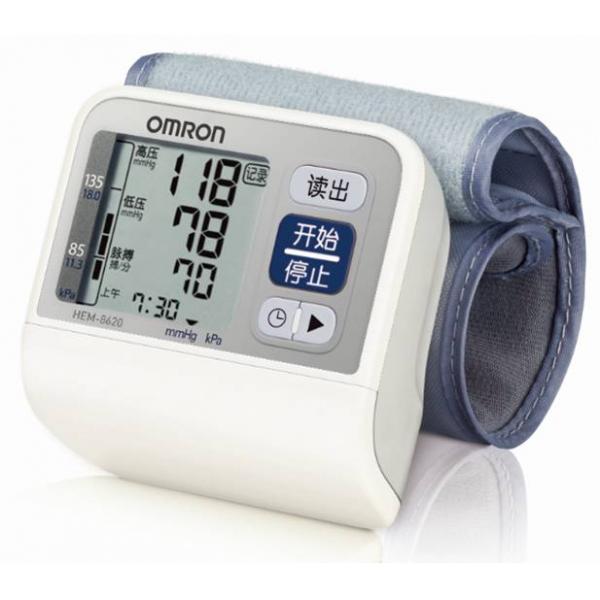 OMRON
高压
mmHg
118
记录
135
18.0
低压
mmHg
78
85
11.3
脉搏
搏/分
70
kPa
上午
7:30
HEM-8620
mmHg kPa
读出
开始
停止